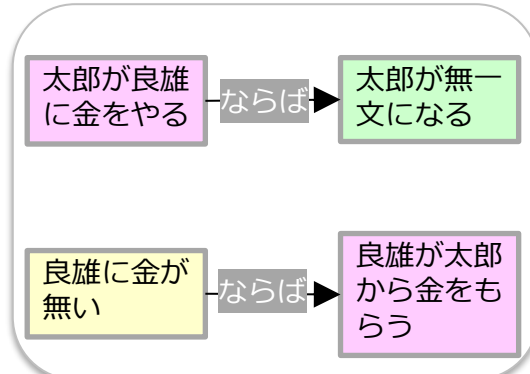 太郎が良雄
に金をやる
ならば
太郎が無一
文になる
良雄に金が
無い
ならば
良雄が太郎
から金をも
らう